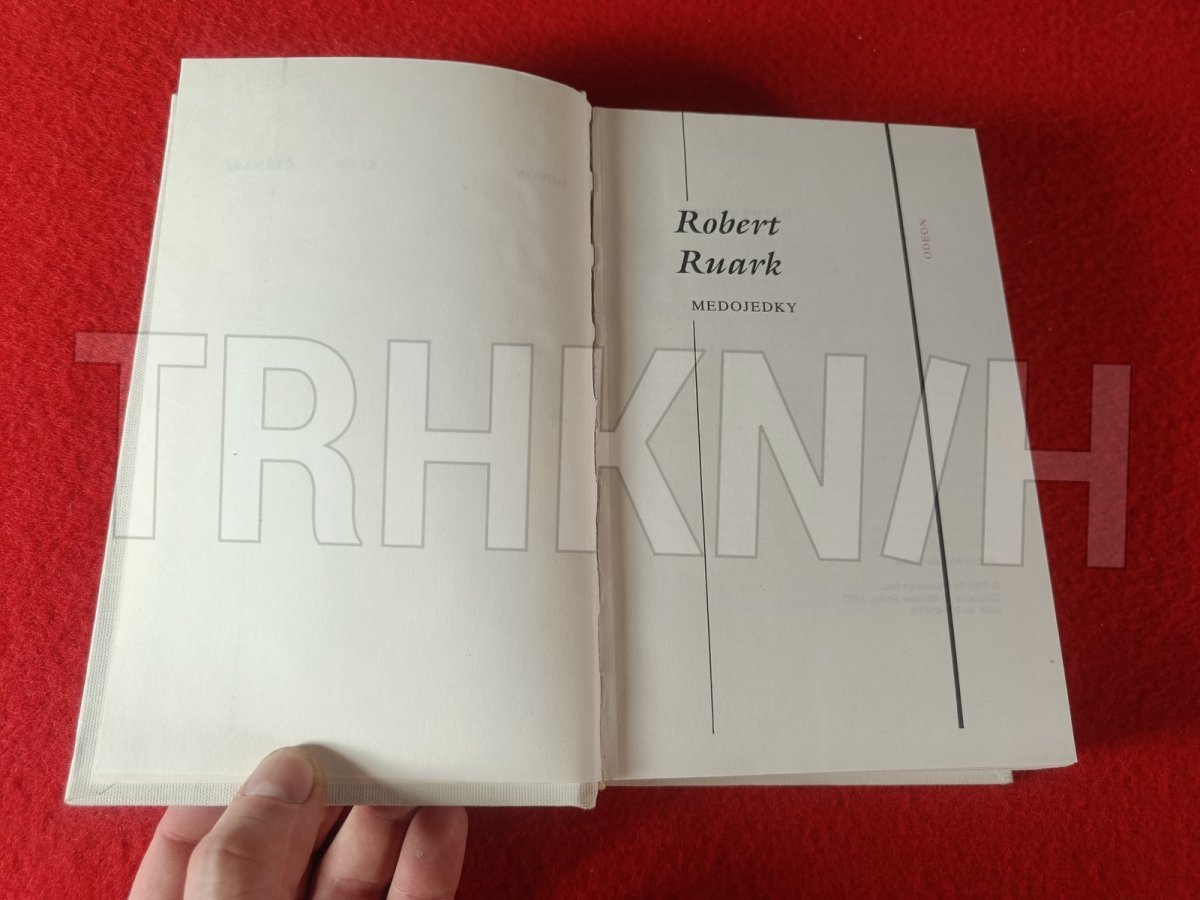 Robert
Ruark
MEDOJEDKY
ODEON
TRHKNIH